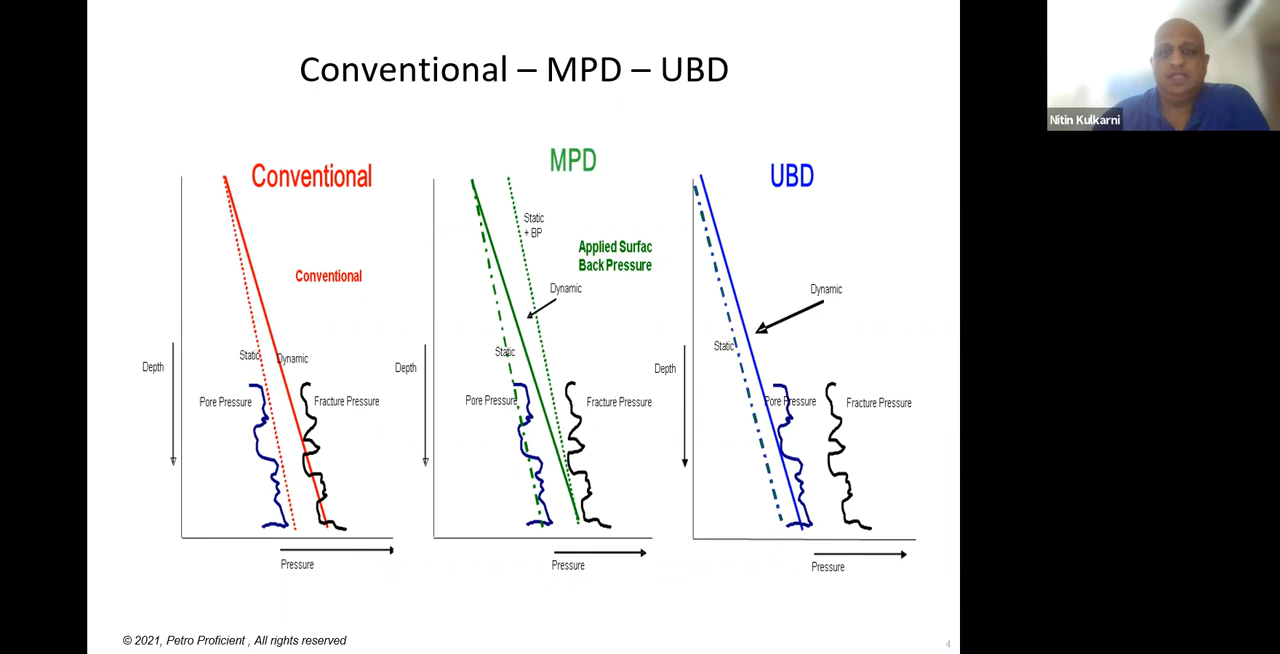 Conventional – MPD – UBD
Nitin Kulkarni
Conventional
Conventional
Static
Dynamic
Depth
Pore Pressure
Fracture Pressure
Pressure
MPD
Static
+ BP
Applied Surfac
Back Pressure
Dynamic
Static
Depth
Pore Pressure
Fracture Pressure
Pressure
UBD
Dynamic
Static
Depth
Pore Pressure
Fracture Pressure
Pressure
© 2021, Petro Proficient , All rights reserved
4